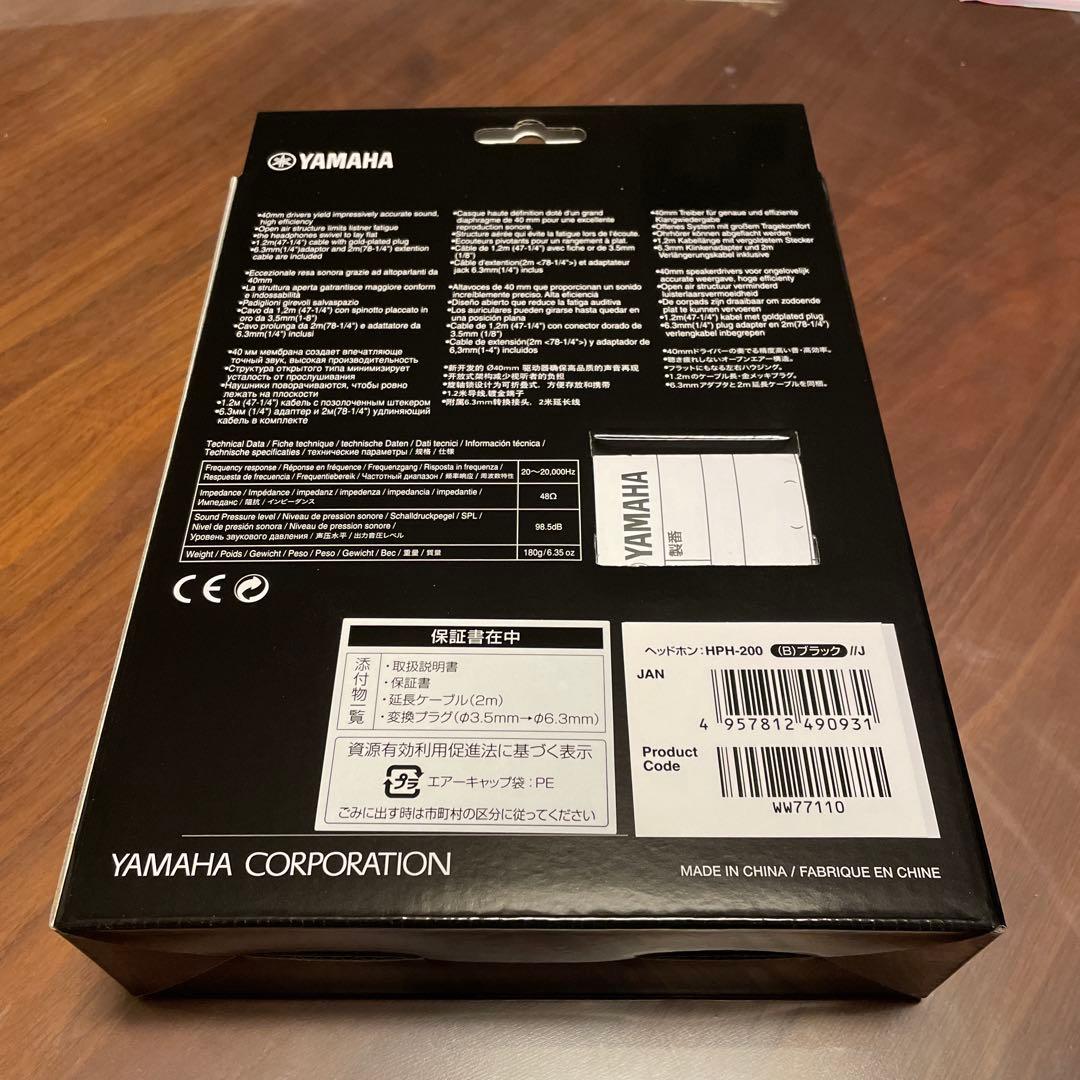 YAMAHA
•40mm drivers yield impressively accurate sound,
high efficiency
•Open air structure limits listner fatigue
•the headphones swivel to lay flat
•1.2m(47-1/4") cable with gold-plated plug
•6.3mm(1/4")adaptor and 2m(78-1/4") extention
cable are included
•Eccezionale resa sonora grazie ad altoparlanti da
40mm
•La struttura aperta gatrantisce maggiore conform
e indossabilità
•Padiglioni girevoli salvaspazio
•Cavo da 1,2m (47-1/4") con spinotto placcato in
oro da 3.5mm(1-8")
•Cavo prolunga da 2m(78-1/4") e adattatore da
6.3mm(1/4") inclusi
•40 мм мембрана создает впечатляюще
точный звук, высокая производительность
•Структура открытого типа минимизирует
усталость от прослушивания
•Наушники поворачиваются, чтобы ровно
лежать на плоскости
•1.2м (47-1/4") кабель с позолоченным штекером
•6.3мм (1/4") адаптер и 2м(78-1/4") удлиняющий
кабель в комплекте
•Casque haute définition doté d'un grand
diaphragme de 40 mm pour une excellente
reproduction sonore.
•Structure aérée qui évite la fatigue lors de l'écoute.
•Ecouteurs pivotants pour un rangement à plat.
•Câble de 1,2m (47-1/4") avec fiche or de 3.5mm
(1/8")
•Câble d'extention(2m <78-1/4">) et adaptateur
jack 6.3mm(1/4") inclus
•Altavoces de 40 mm que proporcionan un sonido
increíblemente preciso. Alta eficiencia
•Diseño abierto que reduce la fatiga auditiva
•Los auriculares pueden girarse hasta quedar en
una posición plana
•Cable de 1,2m (47-1/4") con conector dorado de
3.5mm (1/8")
•Cable de extensión(2m <78-1/4">) y adaptador de
6,3mm(1-4") incluidos
•新开发的 Ø40mm 驱动器确保高品质的声音再现
•开放式架构减少视听者的负担
•旋轴锁设计为可折叠式，方便存放和携带
•1.2米导线,镀金端子
•附属6.3mm转换接头，2米延长线
•40mm Treiber für genaue und effiziente
Klangwiedergabe
•Offenes System mit großem Tragekomfort
•Ohrhörer können abgeflacht werden
•1,2m Kabellänge mit vergoldetem Stecker
•6.3mm Klinkenadapter und 2m
Verlängerungskabel inklusive
•40mm speakerdrivers voor ongelovelijk
accurate weergave, hoge efficienty
•Open air structuur verminderd
luisterlaarsvermoeidheid
•De oorpads zijn draaibaar om zodoende
plat te kunnen vervoeren
•1.2m(47-1/4") kabel met goldplated plug
•6.3mm(1/4") plug adapter en 2m(78-1/4")
verlengkabel inbegrepen
•40mmドライバーの奏でる精度高い音・高効率。
•聴き疲れしないオープンエアー構造。
•フラットにもなる左右ハウジング。
•1.2mのケーブル長・金メッキプラグ。
•6.3mmアダプタと2m延長ケーブルを同梱。
Technical Data / Fiche technique / technische Daten / Dati tecnici / Información técnica /
Technische specificaties / технические параметры / 规格 / 仕様
Frequency response / Réponse en fréquence / Frequenzgang / Risposta in frequenza /
Respuesta de frecuencia / Frequentiebereik / Частотный диапазон / 频率响应 / 周波数特性
20～20,000Hz
Impedance / Impédance / impedanz / impedenza / impedancia / impedantie /
Импеданс / 阻抗 / インピーダンス
48Ω
Sound Pressure level / Niveau de pression sonore / Schalldruckpegel / SPL /
Nivel de presión sonora / Niveau de pression sonore /
Уровень звукового давления / 声压水平 / 出力音圧レベル
98.5dB
Weight / Poids / Gewicht / Peso / Peso / Gewicht / Вес / 重量 / 質量
180g/6.35 oz
YAMAHA
製番
CE
保証書在中
添付物一覧
・取扱説明書
・保証書
・延長ケーブル(2m)
・変換プラグ(φ3.5mm→φ6.3mm)
資源有効利用促進法に基づく表示
プラ エアーキャップ袋：PE
ごみに出す時は市町村の区分に従ってください
ヘッドホン：HPH-200 (B)ブラック //J
JAN
4 957812 490931
Product
Code
WW77110
YAMAHA CORPORATION
MADE IN CHINA / FABRIQUE EN CHINE